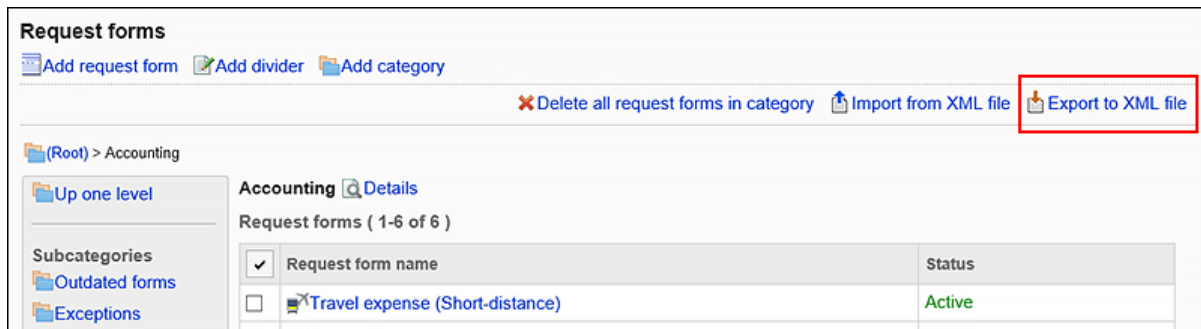 Request forms
Add request form Add divider Add category
Delete all request forms in category Import from XML file Export to XML file
(Root) > Accounting
Up one level
Accounting Details
Request forms ( 1-6 of 6 )
Subcategories
Outdated forms
Exceptions
Request form name Status
Travel expense (Short-distance) Active